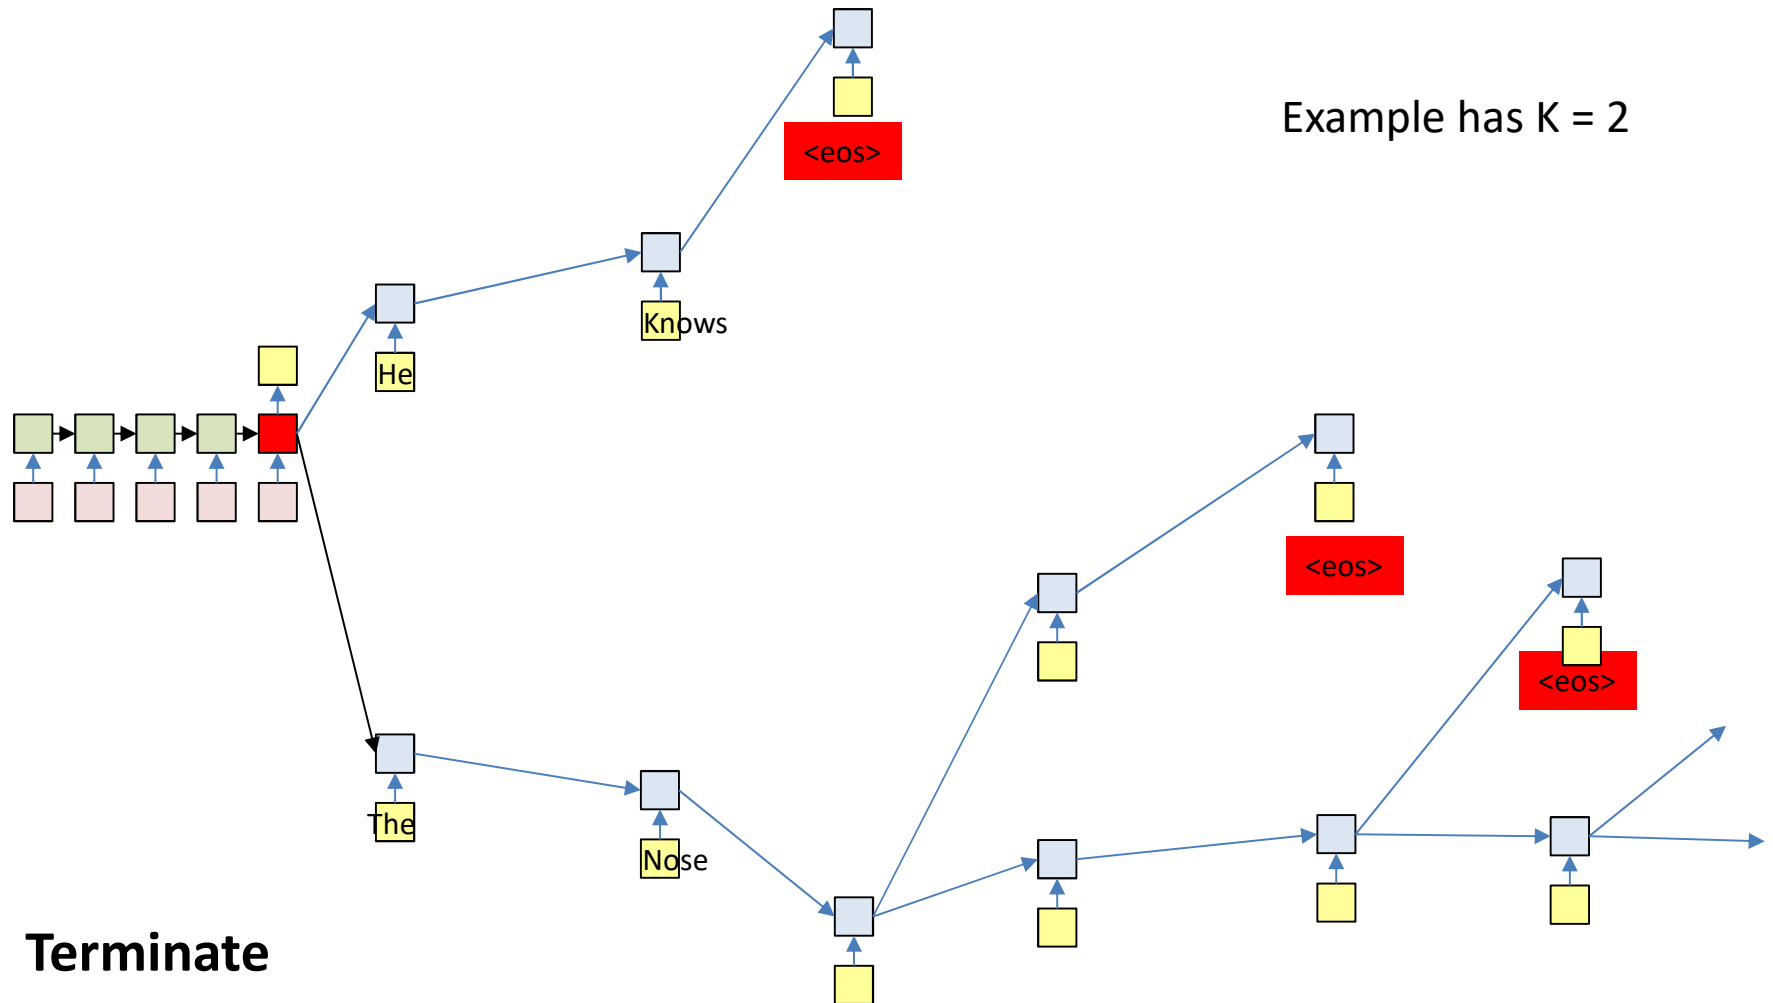 Example has K = 2
<eos>
Knows
He
<eos>
<eos>
The
Nose
Terminate